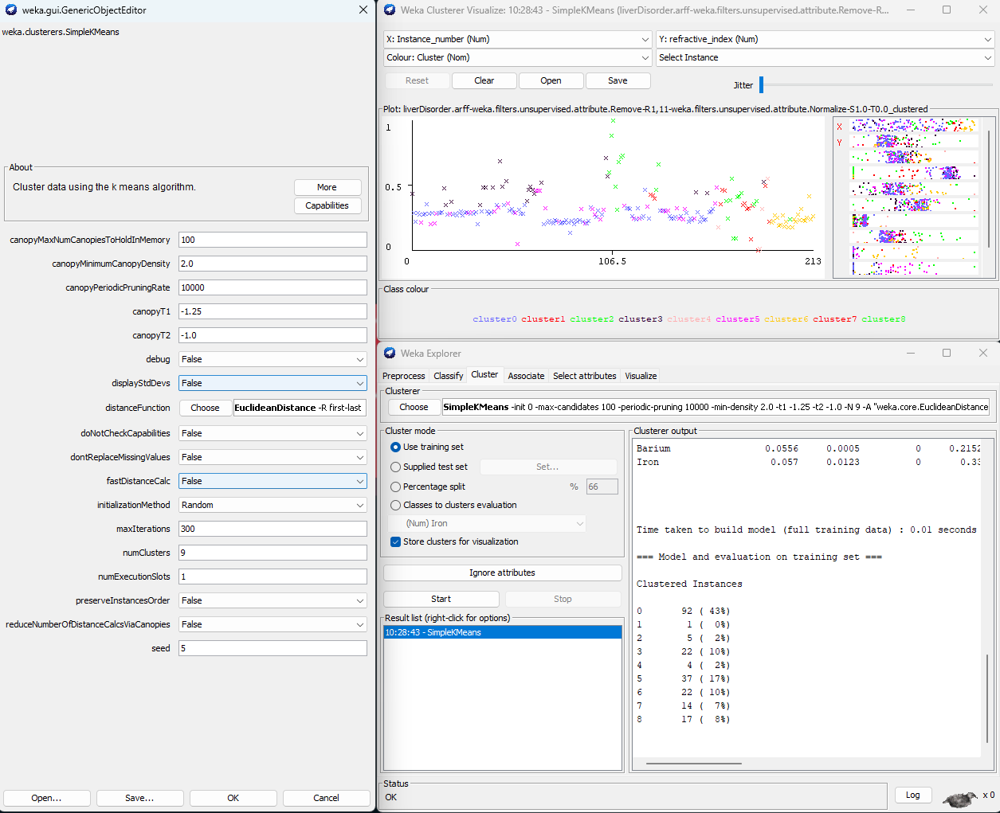 weka.gui.GenericObjectEditor
weka.clusterers.SimpleKMeans
About
Cluster data using the k means algorithm.
More
Capabilities
canopyMaxNumCanopiesToHoldInMemory 100
canopyMinimumCanopyDensity 2.0
canopyPeriodicPruningRate 10000
canopyT1 -1.25
canopyT2 -1.0
debug False
displayStdDevs False
distanceFunction Choose EuclideanDistance -R first-last
doNotCheckCapabilities False
dontReplaceMissingValues False
fastDistanceCalc False
initializationMethod Random
maxIterations 300
numClusters 9
numExecutionSlots 1
preserveInstancesOrder False
reduceNumberOfDistanceCalcsViaCanopies False
seed 5
Open... Save... OK Cancel
Weka Clusterer Visualize: 10:28:43 - SimpleKMeans (liverDisorder.arff-weka.filters.unsupervised.attribute.Remove-R...
X: Instance_number (Num) Y: refractive_index (Num)
Colour: Cluster (Nom) Select Instance
Reset Clear Open Save Jitter
Plot: liverDisorder.arff-weka.filters.unsupervised.attribute.Remove-R1,11-weka.filters.unsupervised.attribute.Normalize-S1.0-T0.0_clustered
1
0.5
0
0 106.5 213
X
Y
Class colour
cluster0 cluster1 cluster2 cluster3 cluster4 cluster5 cluster6 cluster7 cluster8
Weka Explorer
Preprocess Classify Cluster Associate Select attributes Visualize
Clusterer
Choose SimpleKMeans -init 0 -max-candidates 100 -periodic-pruning 10000 -min-density 2.0 -t1 -1.25 -t2 -1.0 -N 9 -A "weka.core.EuclideanDistance
Cluster mode
Use training set
Supplied test set Set...
Percentage split % 66
Classes to clusters evaluation
(Num) Iron
Store clusters for visualization
Ignore attributes
Start Stop
Result list (right-click for options)
10:28:43 - SimpleKMeans
Clusterer output
Barium 0.0556 0.0005 0 0.2152
Iron 0.057 0.0123 0 0.33
Time taken to build model (full training data) : 0.01 seconds
=== Model and evaluation on training set ===
Clustered Instances
0 92 ( 43%)
1 1 ( 0%)
2 5 ( 2%)
3 22 ( 10%)
4 4 ( 2%)
5 37 ( 17%)
6 22 ( 10%)
7 14 ( 7%)
8 17 ( 8%)
Status
OK
Log x 0